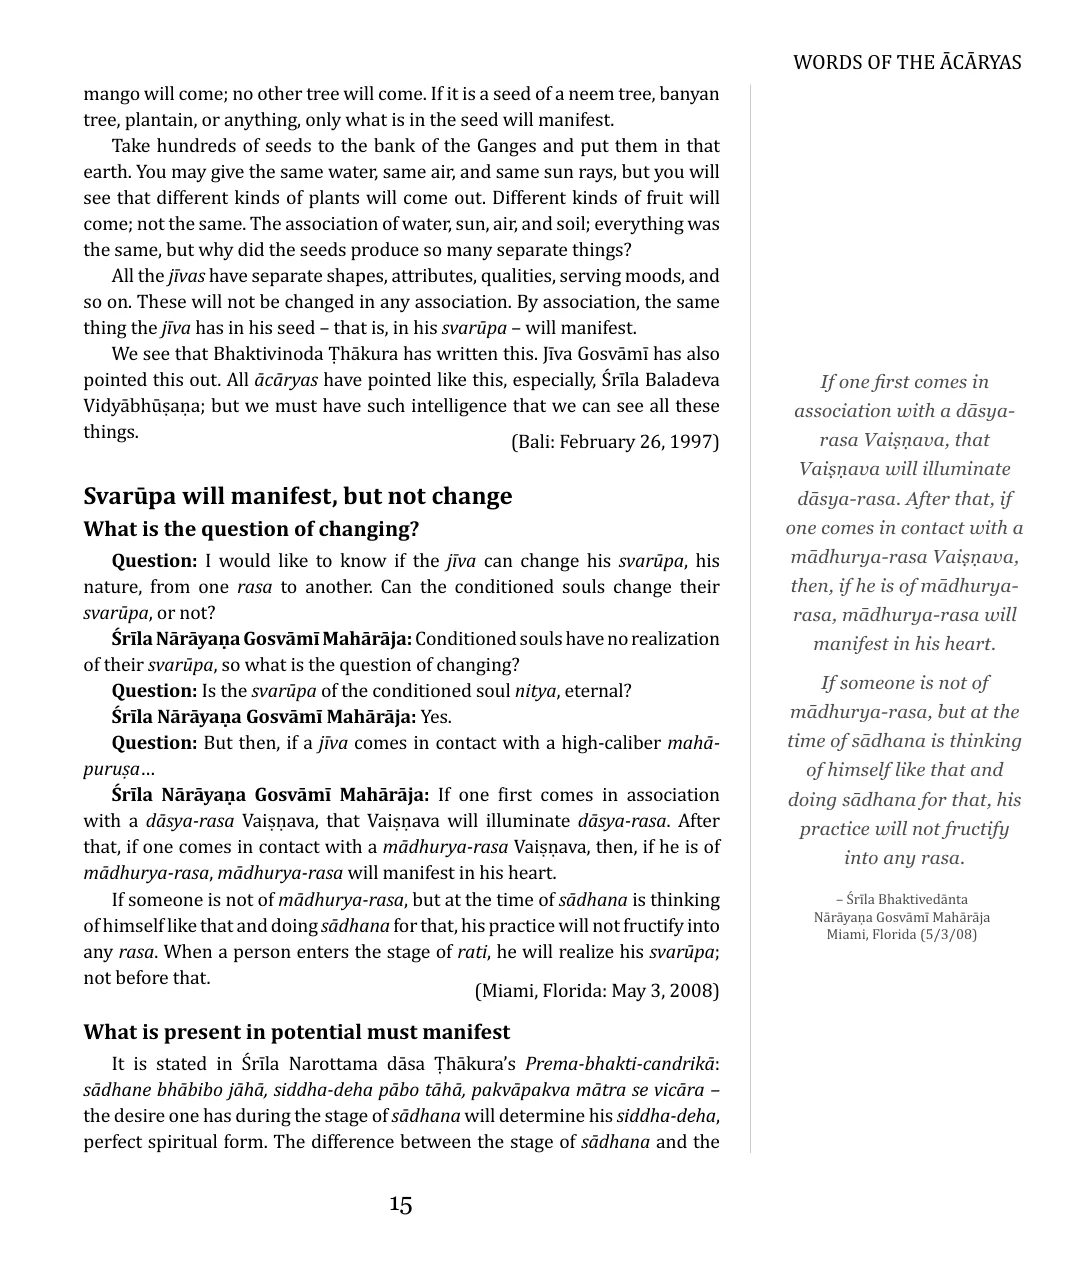 WORDS OF THE ĀCĀRYAS
mango will come; no other tree will come. If it is a seed of a neem tree, banyan
tree, plantain, or anything, only what is in the seed will manifest.
Take hundreds of seeds to the bank of the Ganges and put them in that
earth. You may give the same water, same air, and same sun rays, but you will
see that different kinds of plants will come out. Different kinds of fruit will
come; not the same. The association of water, sun, air, and soil; everything was
the same, but why did the seeds produce so many separate things?
All the jīvas have separate shapes, attributes, qualities, serving moods, and
so on. These will not be changed in any association. By association, the same
thing the jīva has in his seed – that is, in his svarūpa – will manifest.
We see that Bhaktivinoda Ṭhākura has written this. Jīva Gosvāmī has also
pointed this out. All ācāryas have pointed like this, especially, Śrīla Baladeva
Vidyābhūṣaṇa; but we must have such intelligence that we can see all these
things.
(Bali: February 26, 1997)
Svarūpa will manifest, but not change
What is the question of changing?
Question: I would like to know if the jīva can change his svarūpa, his
nature, from one rasa to another. Can the conditioned souls change their
svarūpa, or not?
Śrīla Nārāyaṇa Gosvāmī Mahārāja: Conditioned souls have no realization
of their svarūpa, so what is the question of changing?
Question: Is the svarūpa of the conditioned soul nitya, eternal?
Śrīla Nārāyaṇa Gosvāmī Mahārāja: Yes.
Question: But then, if a jīva comes in contact with a high-caliber mahā-
puruṣa…
Śrīla Nārāyaṇa Gosvāmī Mahārāja: If one first comes in association
with a dāsya-rasa Vaiṣṇava, that Vaiṣṇava will illuminate dāsya-rasa. After
that, if one comes in contact with a mādhurya-rasa Vaiṣṇava, then, if he is of
mādhurya-rasa, mādhurya-rasa will manifest in his heart.
If someone is not of mādhurya-rasa, but at the time of sādhana is thinking
of himself like that and doing sādhana for that, his practice will not fructify into
any rasa. When a person enters the stage of rati, he will realize his svarūpa;
not before that.
(Miami, Florida: May 3, 2008)
What is present in potential must manifest
It is stated in Śrīla Narottama dāsa Ṭhākura’s Prema-bhakti-candrikā:
sādhane bhābibo jāhā, siddha-deha pābo tāhā, pakvāpakva mātra se vicāra –
the desire one has during the stage of sādhana will determine his siddha-deha,
perfect spiritual form. The difference between the stage of sādhana and the
If one first comes in
association with a dāsya-
rasa Vaiṣṇava, that
Vaiṣṇava will illuminate
dāsya-rasa. After that, if
one comes in contact with a
mādhurya-rasa Vaiṣṇava,
then, if he is of mādhurya-
rasa, mādhurya-rasa will
manifest in his heart.
If someone is not of
mādhurya-rasa, but at the
time of sādhana is thinking
of himself like that and
doing sādhana for that, his
practice will not fructify
into any rasa.
– Śrīla Bhaktivedānta
Nārāyaṇa Gosvāmī Mahārāja
Miami, Florida (5/3/08)
15